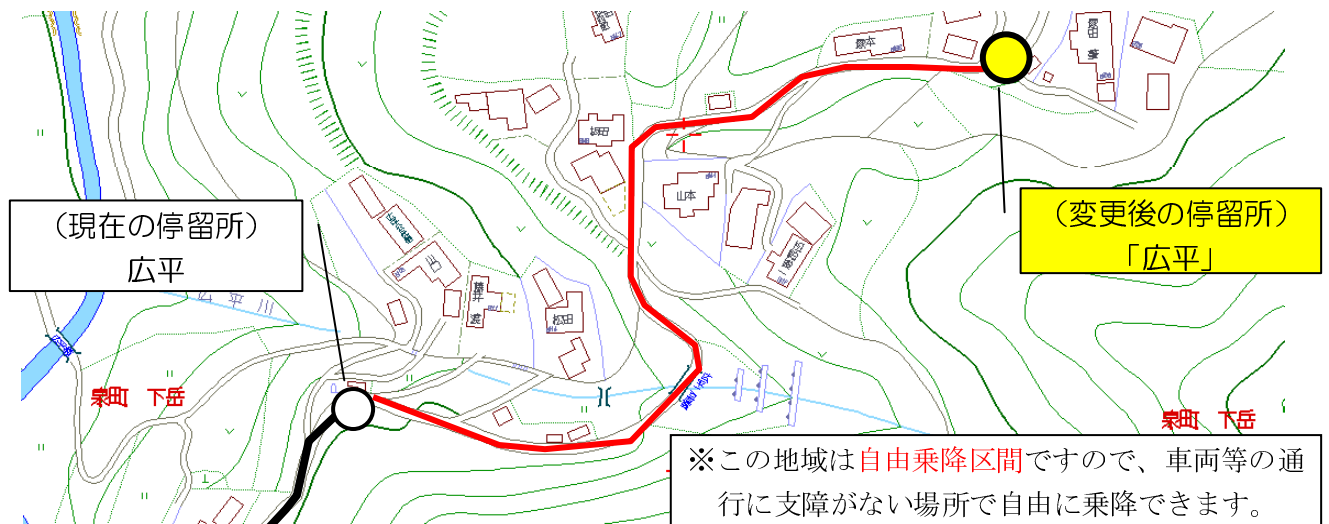 （現在の停留所）
広平
（変更後の停留所）
「広平」
山本
山口
松田
泉町 下岳
泉町 下岳
※この地域は自由乗降区間ですので、車両等の通
行に支障がない場所で自由に乗降できます。